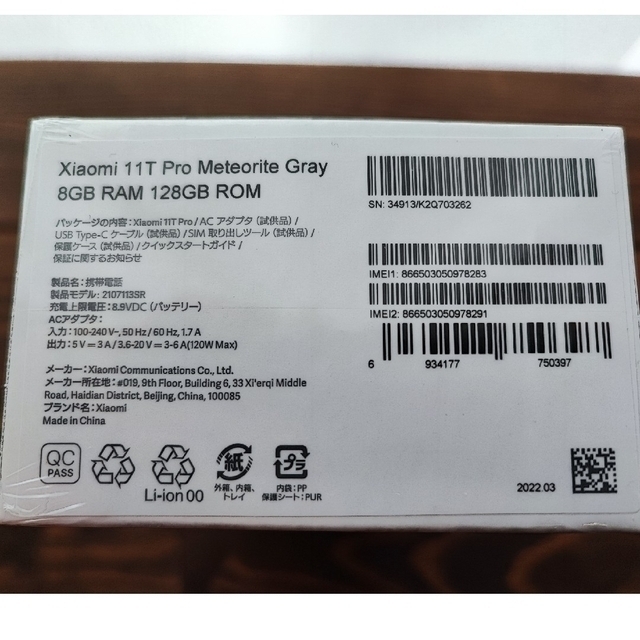 Xiaomi 11T Pro Meteorite Gray
8GB RAM 128GB ROM
パッケージの内容：Xiaomi 11T Pro / AC アダプタ（試供品）/
USB Type-C ケーブル（試供品）/ SIM 取り出しツール（試供品）/
保護ケース（試供品）/ クイックスタートガイド /
保証に関するお知らせ
製品名：携帯電話
製品モデル：2107113SR
充電上限電圧：8.9VDC（バッテリー）
ACアダプタ：
入力：100-240 V~, 50 Hz / 60 Hz, 1.7 A
出力：5 V⎓3 A / 3.6-20 V⎓3-6 A (120W Max)
メーカー：Xiaomi Communications Co., Ltd.
メーカー所在地：#019, 9th Floor, Building 6, 33 Xi'erqi Middle
Road, Haidian District, Beijing, China, 100085
ブランド名：Xiaomi
Made in China
SN: 34913/K2Q703262
IMEI1: 866503050978283
IMEI2: 866503050978291
6 934177 750397
QC
PASS
Li-ion 00
紙
外箱、内箱、
トレイ
プラ
内袋：PP
保護シート：PUR
2022.03